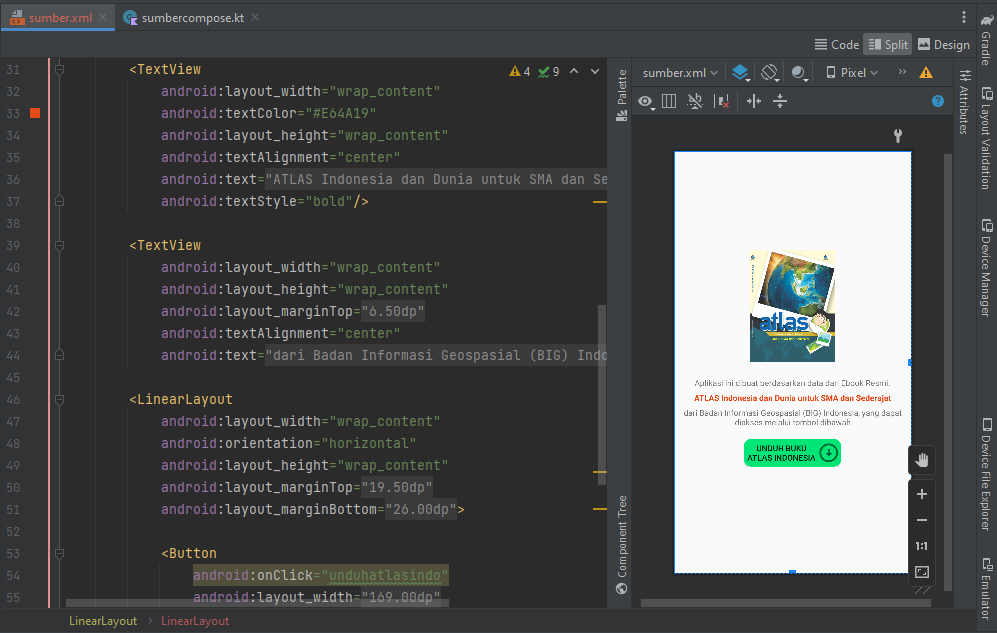 sumber.xml
sumbercompose.kt
Code
Split
Design
31 <TextView
32 android:layout_width="wrap_content"
33 android:textColor="#E64A19"
34 android:layout_height="wrap_content"
35 android:textAlignment="center"
36 android:text="ATLAS Indonesia dan Dunia untuk SMA dan Se
37 android:textStyle="bold"/>
38
39 <TextView
40 android:layout_width="wrap_content"
41 android:layout_height="wrap_content"
42 android:layout_marginTop="6.50dp"
43 android:textAlignment="center"
44 android:text="dari Badan Informasi Geospasial (BIG) Indo
45
46 <LinearLayout
47 android:layout_width="wrap_content"
48 android:orientation="horizontal"
49 android:layout_height="wrap_content"
50 android:layout_marginTop="19.50dp"
51 android:layout_marginBottom="26.00dp">
52
53 <Button
54 android:onClick="unduhatlasindo"
55 android:layout_width="169.00dp"
4
9
Palette
Component Tree
sumber.xml
Pixel
atlas
Aplikasi ini dibuat berdasarkan data dari Ebook Resmi:
ATLAS Indonesia dan Dunia untuk SMA dan Sederajat
dari Badan Informasi Geospasial (BIG) Indonesia, yang dapat
diakses melalui tombol dibawah
UNDUH BUKU
ATLAS INDONESIA
1:1
Attributes
Gradle
Layout Validation
Device Manager
Device File Explorer
Emulator
LinearLayout
LinearLayout